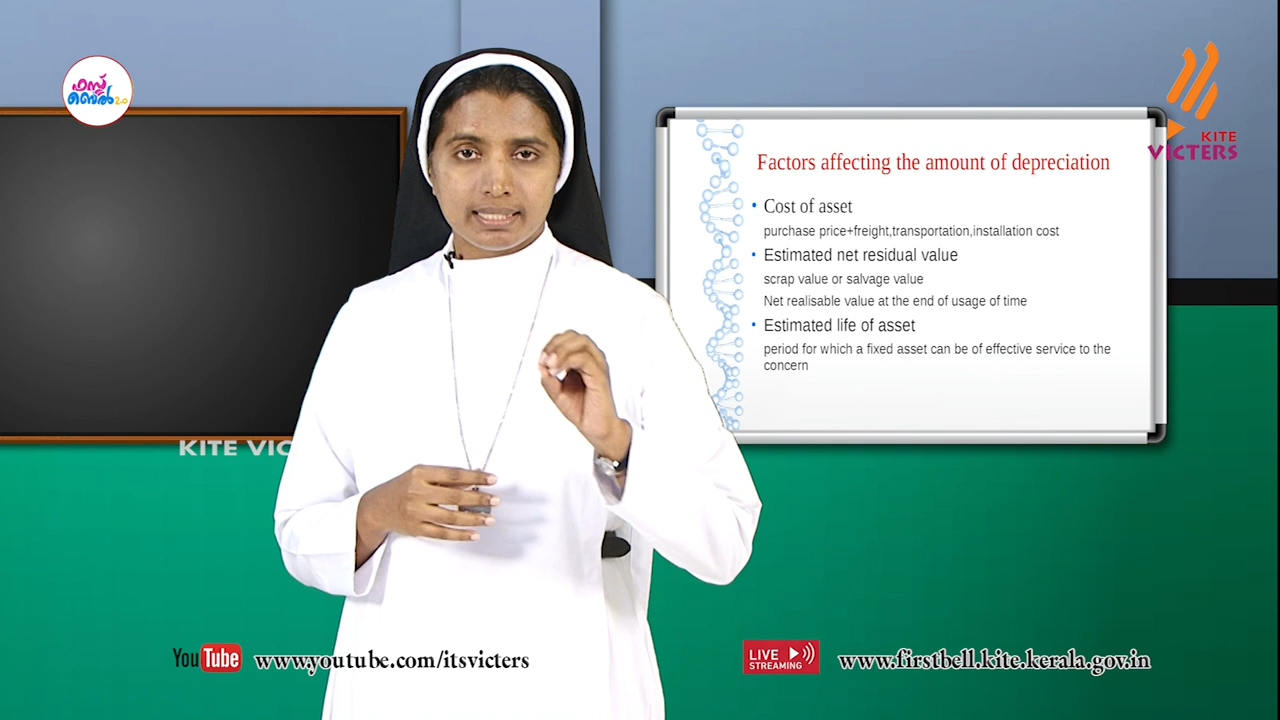 ഫസ്റ്റ്
ബെൽ 2.0
KITE
VICTERS
Factors affecting the amount of depreciation
• Cost of asset
purchase price+freight,transportation,installation cost
• Estimated net residual value
scrap value or salvage value
Net realisable value at the end of usage of time
• Estimated life of asset
period for which a fixed asset can be of effective service to the
concern
KITE VIC
YouTube www.youtube.com/itsvicters
LIVE
STREAMING
www.firstbell.kite.kerala.gov.in